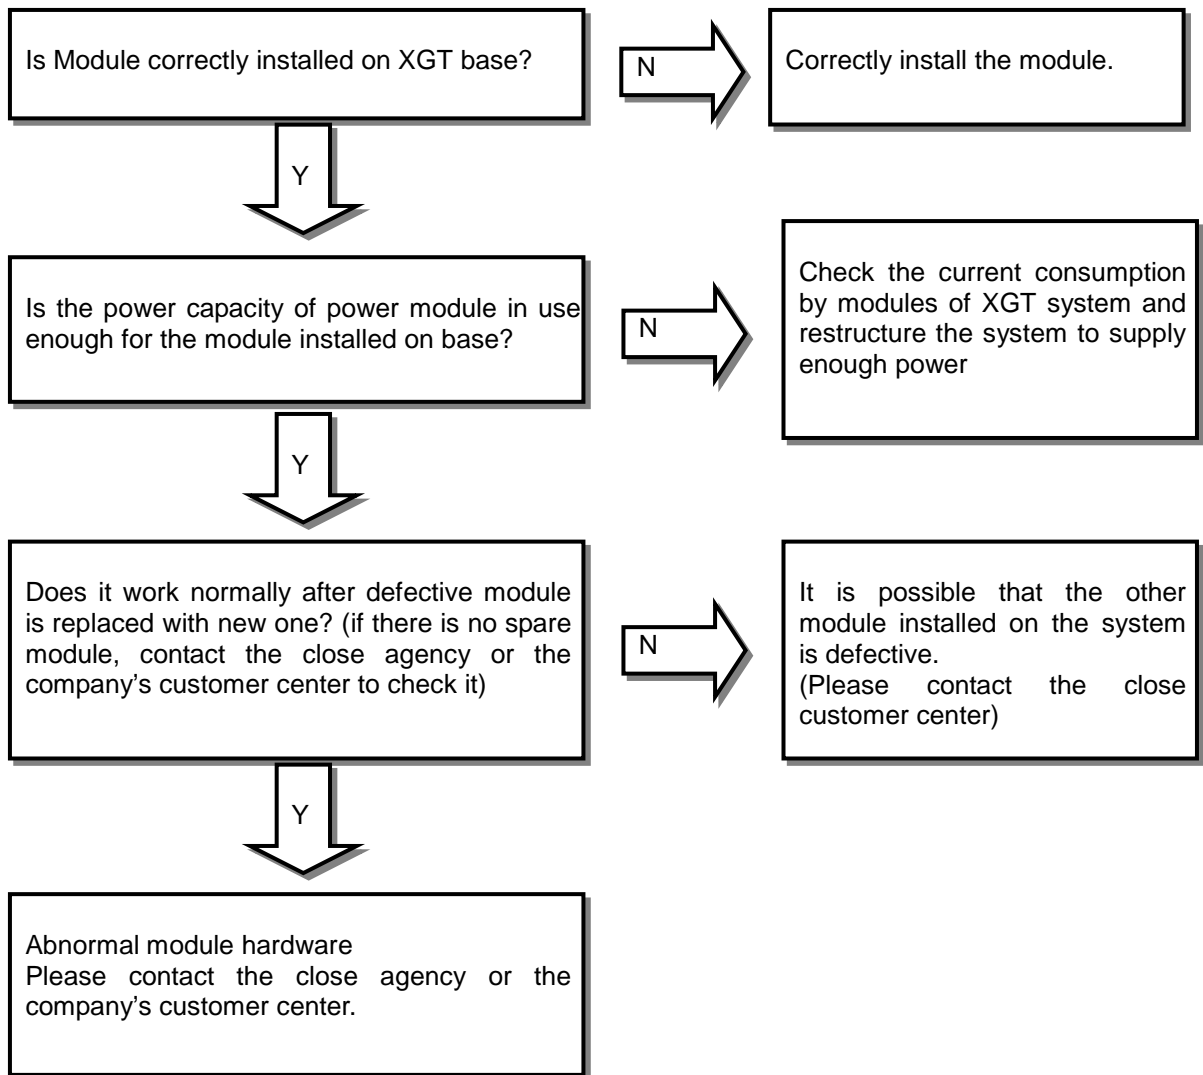 Is Module correctly installed on XGT base?
N
Correctly install the module.
Y
Is the power capacity of power module in use
enough for the module installed on base?
N
Check the current consumption
by modules of XGT system and
restructure the system to supply
enough power
Y
Does it work normally after defective module
is replaced with new one? (if there is no spare
module, contact the close agency or the
company’s customer center to check it)
N
It is possible that the other
module installed on the system
is defective.
(Please contact the close
customer center)
Y
Abnormal module hardware
Please contact the close agency or the
company’s customer center.